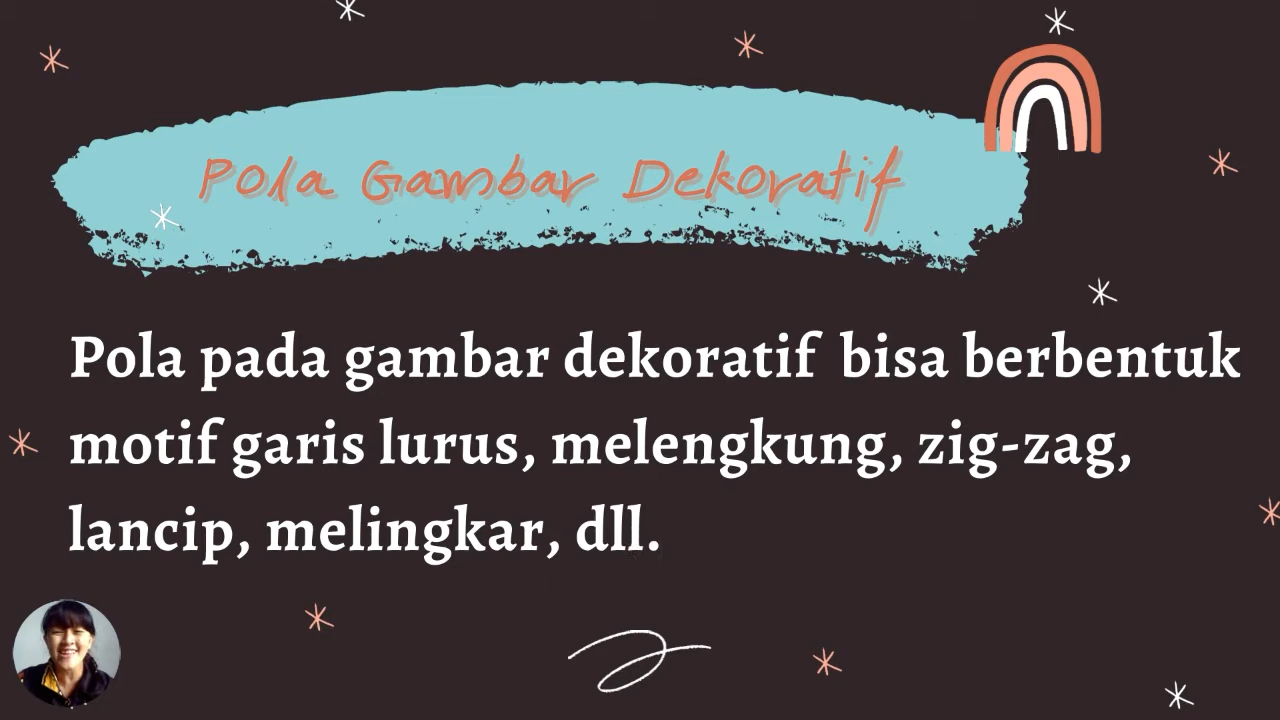 Pola Gambar Dekoratif
Pola pada gambar dekoratif bisa berbentuk
motif garis lurus, melengkung, zig-zag,
lancip, melingkar, dll.